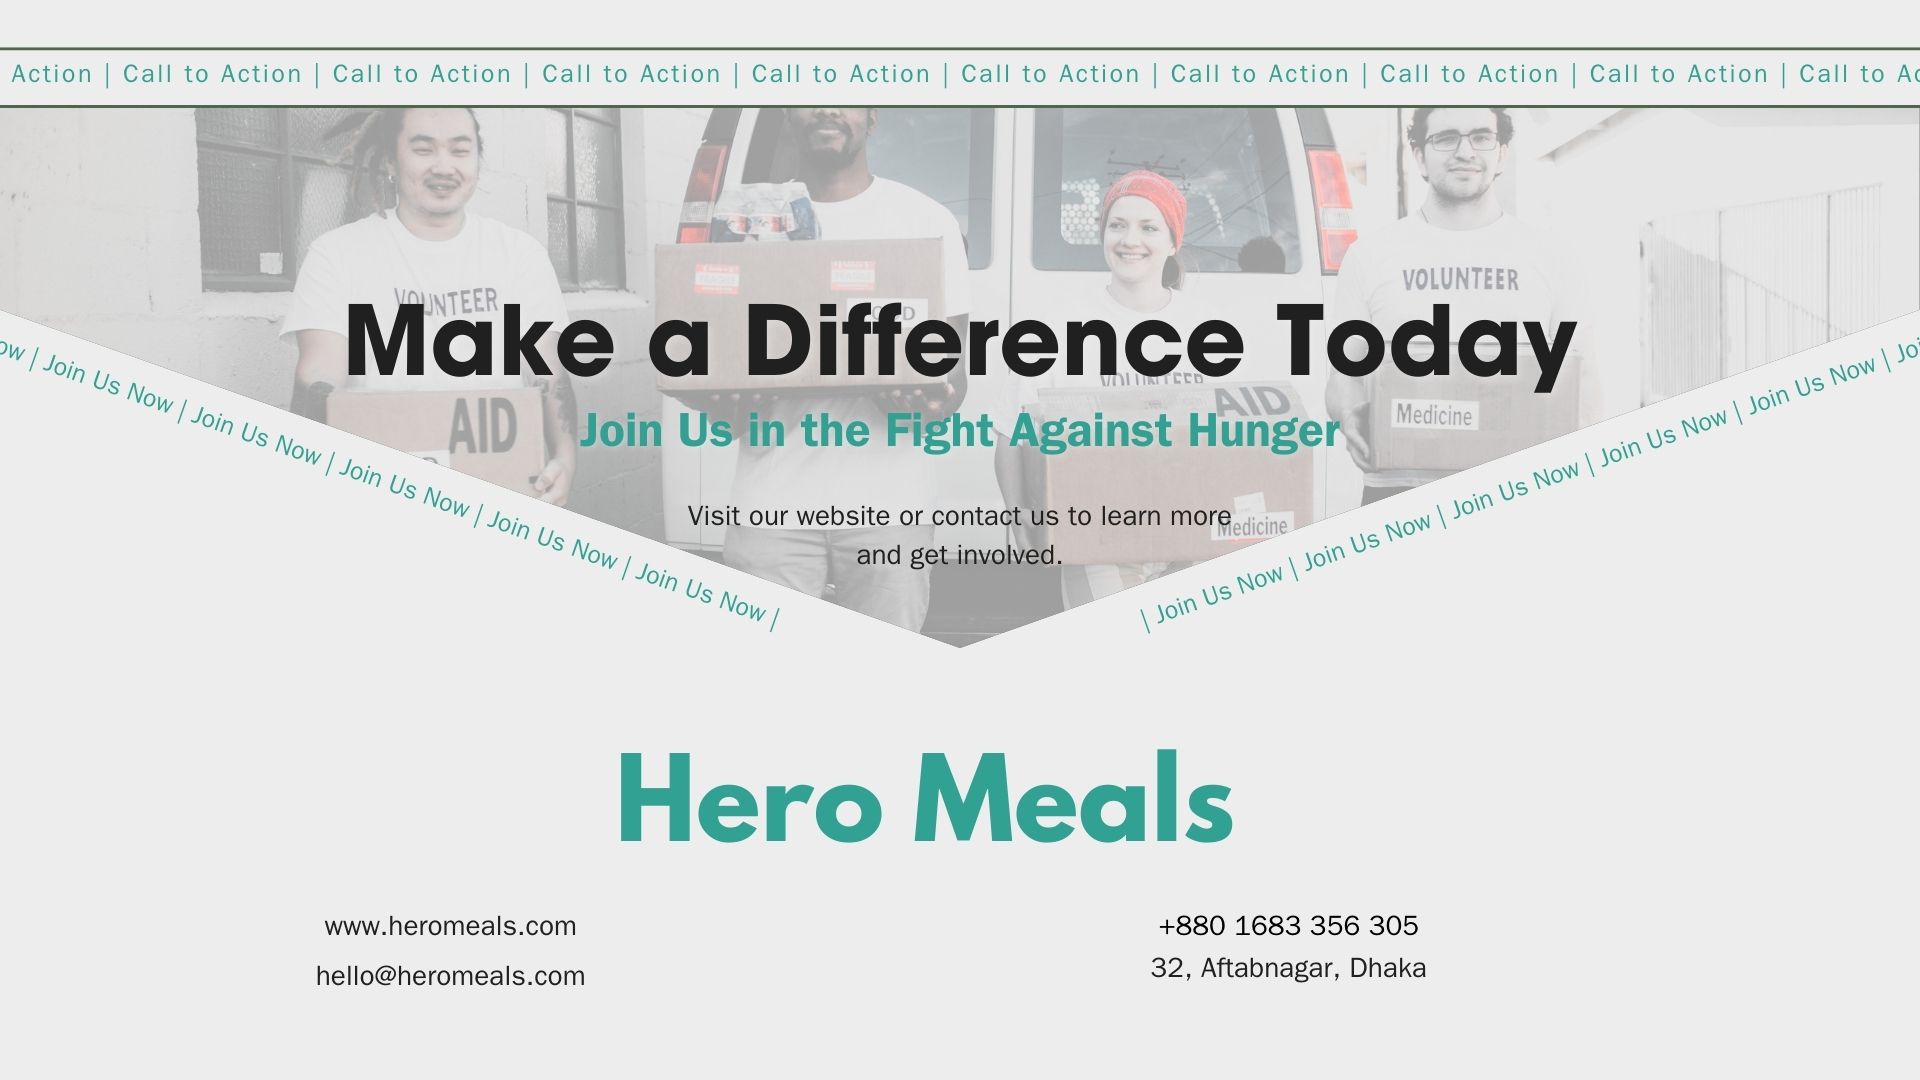 Action | Call to Action | Call to Action | Call to Action | Call to Action | Call to Action | Call to Action | Call to Action | Call to Action | Call to Ac
VOLUNTEER
VOLUNTEER
Make a Difference Today
VOLUNTEER
AID
AID
Medicine
Join Us in the Fight Against Hunger
ow | Join Us Now | Join Us Now | Join Us Now | Join Us Now | Join Us Now |
| Join Us Now | Join Us Now | Join Us Now | Join Us Now | Join Us Now | Joi
Visit our website or contact us to learn more
Medicine
and get involved.
Hero Meals
www.heromeals.com
hello@heromeals.com
+880 1683 356 305
32, Aftabnagar, Dhaka